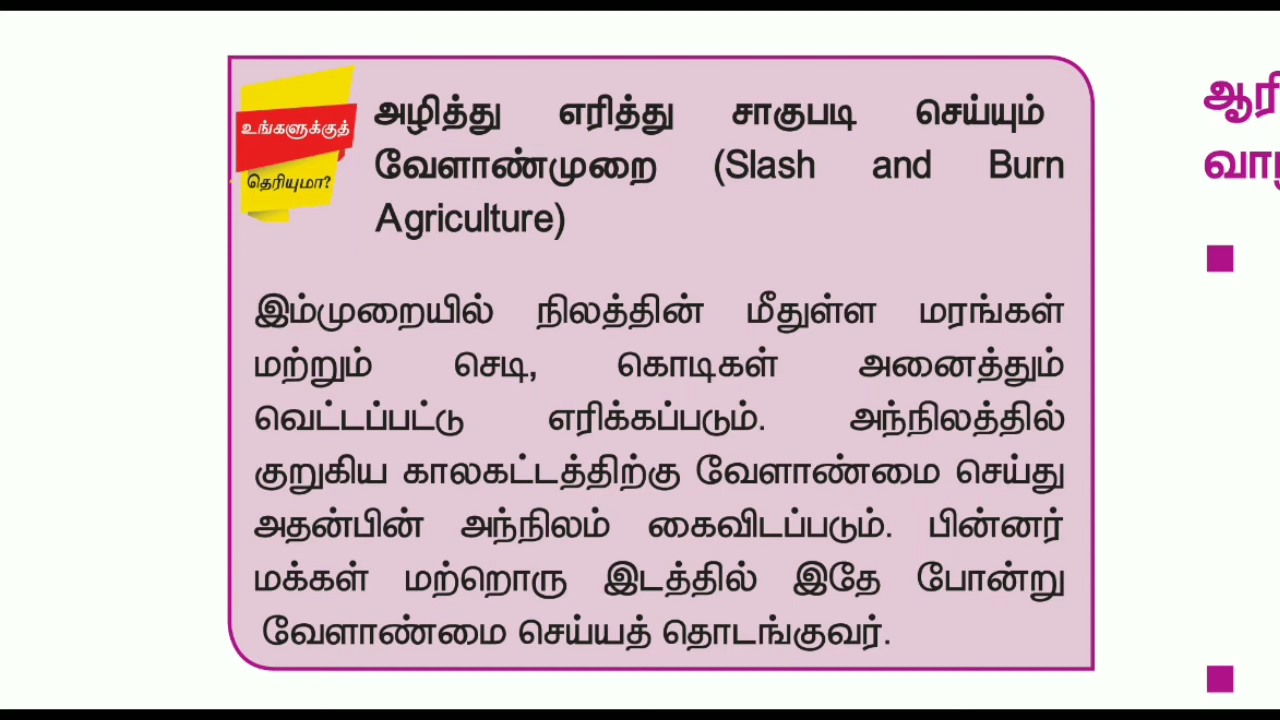 உங்களுக்குத்
தெரியுமா?
அழித்து எரித்து சாகுபடி செய்யும்
வேளாண்முறை (Slash and Burn
Agriculture)
இம்முறையில் நிலத்தின் மீதுள்ள மரங்கள்
மற்றும் செடி, கொடிகள் அனைத்தும்
வெட்டப்பட்டு எரிக்கப்படும். அந்நிலத்தில்
குறுகிய காலகட்டத்திற்கு வேளாண்மை செய்து
அதன்பின் அந்நிலம் கைவிடப்படும். பின்னர்
மக்கள் மற்றொரு இடத்தில் இதே போன்று
வேளாண்மை செய்யத் தொடங்குவர்.